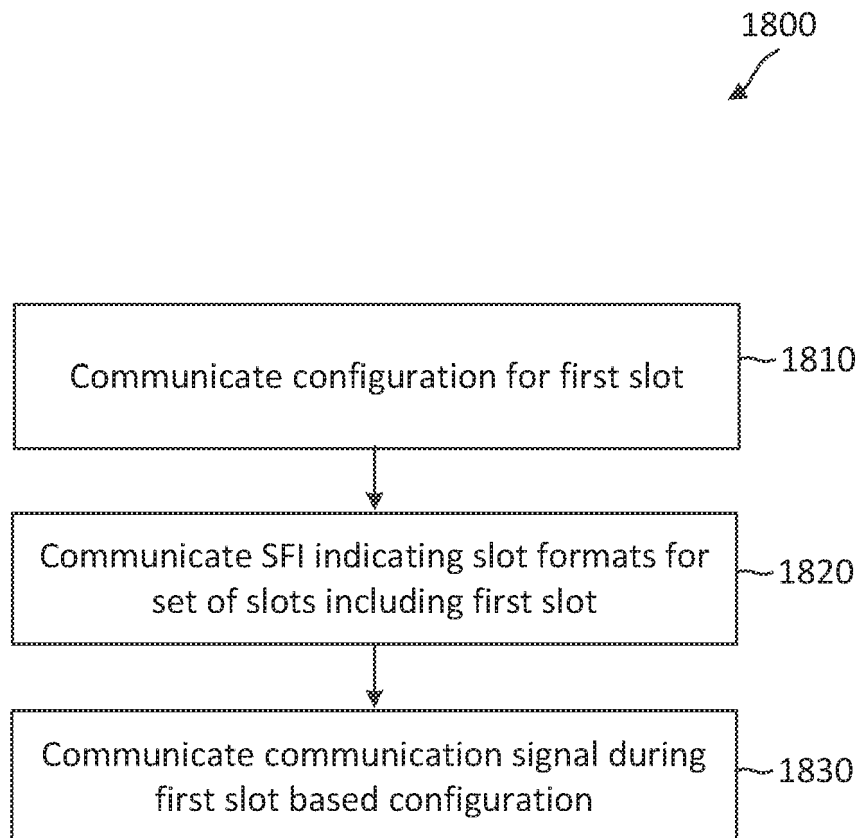 1800
Communicate configuration for first slot
1810
Communicate SFI indicating slot formats for
set of slots including first slot
1820
Communicate communication signal during
first slot based configuration
1830